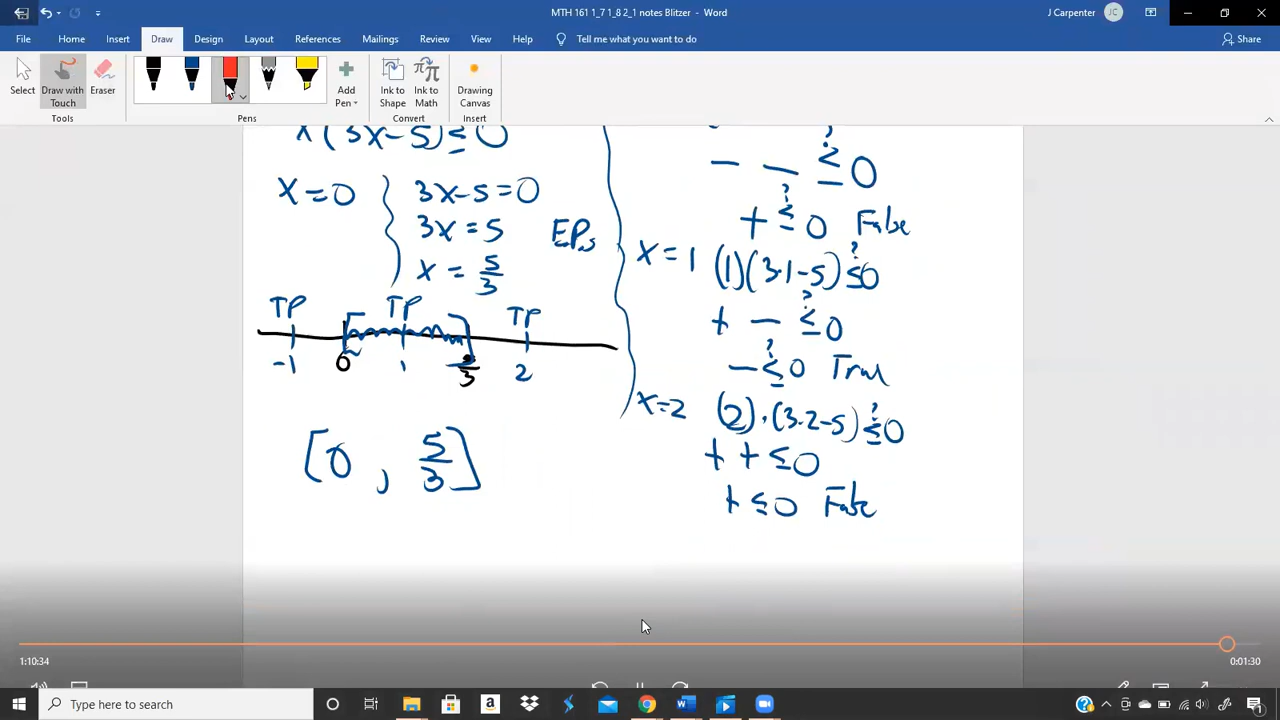 MTH 161 1_7 1_8 2_1 notes Blitzer - Word
J Carpenter JC
File Home Insert Draw Design Layout References Mailings Review View Help Tell me what you want to do Share
Select Draw with Touch Eraser Add Pen Ink to Shape Ink to Math Drawing Canvas
Tools Pens Convert Insert
x(3x-5)≤0
x=0 3x-5=0
3x=5 EPs
x = 5/3
TP TP TP
-1 0 1 5/3 2
[0, 5/3]
- - ≤? 0
+ ≤? 0 False
x=1 (1)(3·1-5) ≤? 0
+ - ≤? 0
- ≤? 0 True
x=2 (2)·(3·2-5) ≤? 0
+ + ≤ 0
+ ≤ 0 False
1:10:34 0:01:30
Type here to search